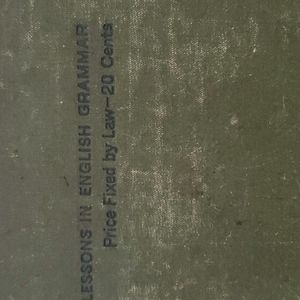 LESSONS IN ENGLISH GRAMMAR
Price Fixed by Law—20 Cents